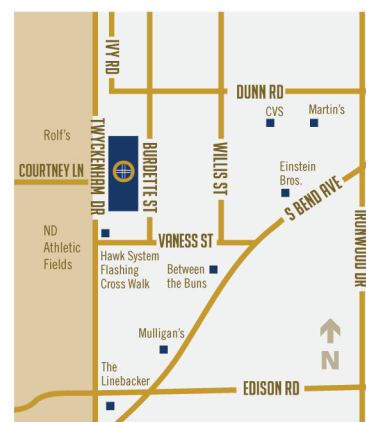 IVY RD
DUNN RD
CVS
Martin's
Rolf's
TWYCKENHAM DR
BURDETTE ST
WILLIS ST
COURTNEY LN
Einstein
Bros.
S BEND AVE
IRONWOOD DR
ND
Athletic
Fields
VANESS ST
Hawk System
Flashing
Cross Walk
Between
the Buns
Mulligan's
N
The
Linebacker
EDISON RD